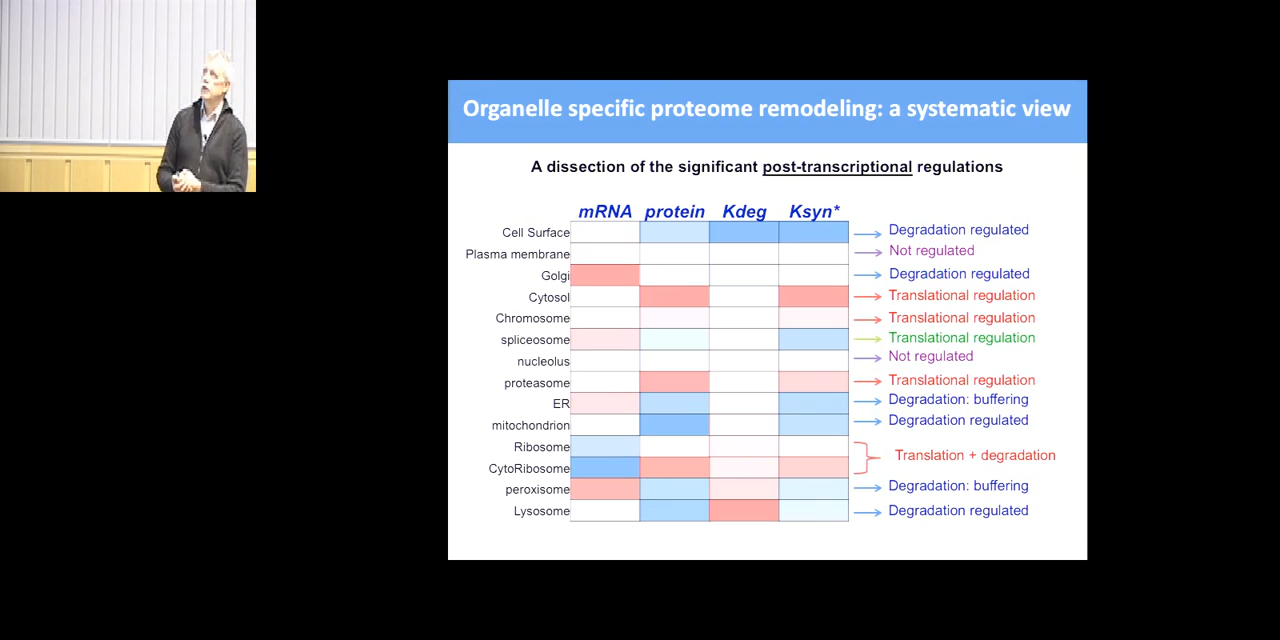 Organelle specific proteome remodeling: a systematic view
A dissection of the significant post-transcriptional regulations
mRNA protein Kdeg Ksyn*
Cell Surface Degradation regulated
Plasma membrane Not regulated
Golgi Degradation regulated
Cytosol Translational regulation
Chromosome Translational regulation
spliceosome Translational regulation
nucleolus Not regulated
proteasome Translational regulation
ER Degradation: buffering
mitochondrion Degradation regulated
Ribosome
Translation + degradation
CytoRibosome
peroxisome Degradation: buffering
Lysosome Degradation regulated